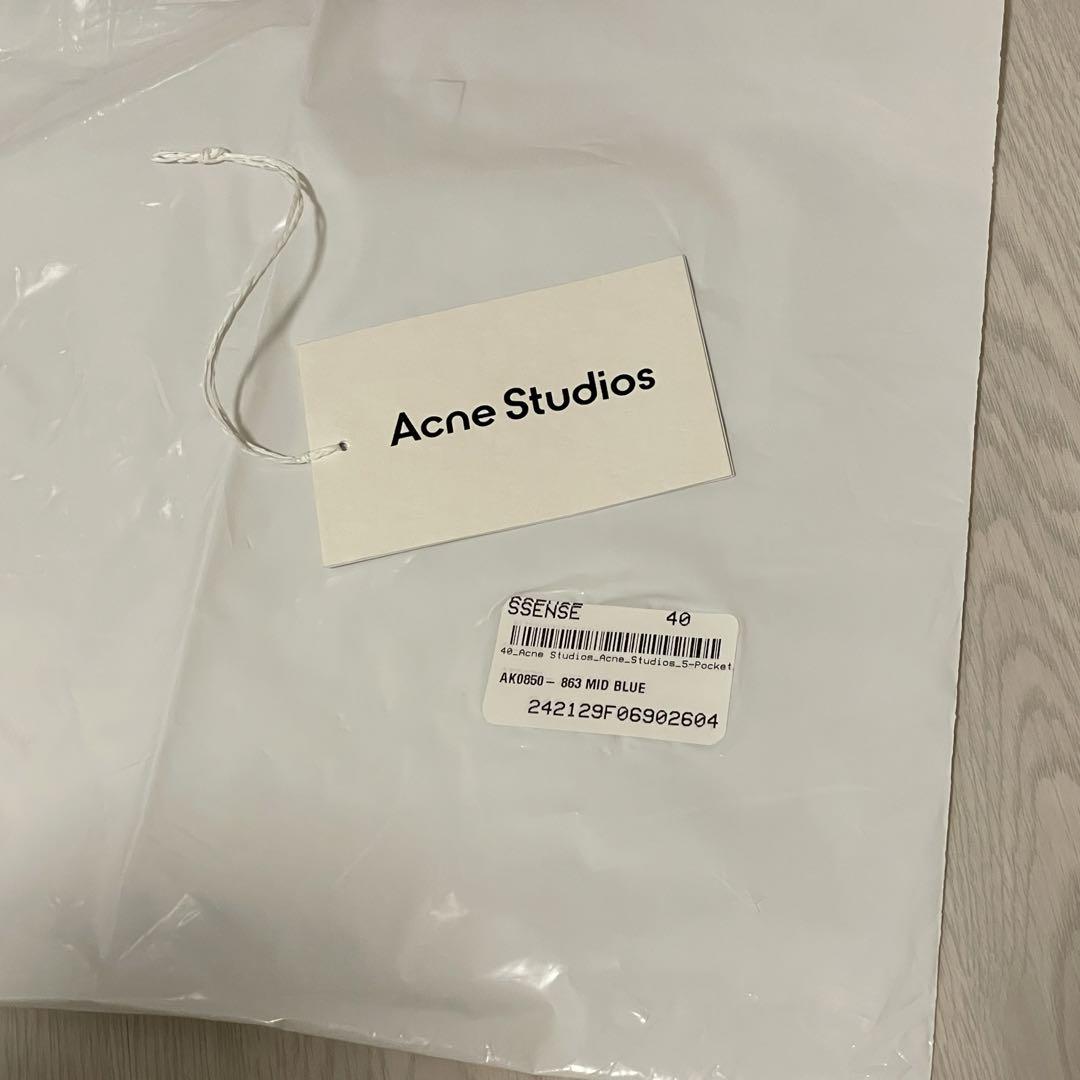 Acne Studios
SSENSE 40
40_Acne Studios_Acne_Studios_5-Pocket
AK0850- 863 MID BLUE
242129F06902604